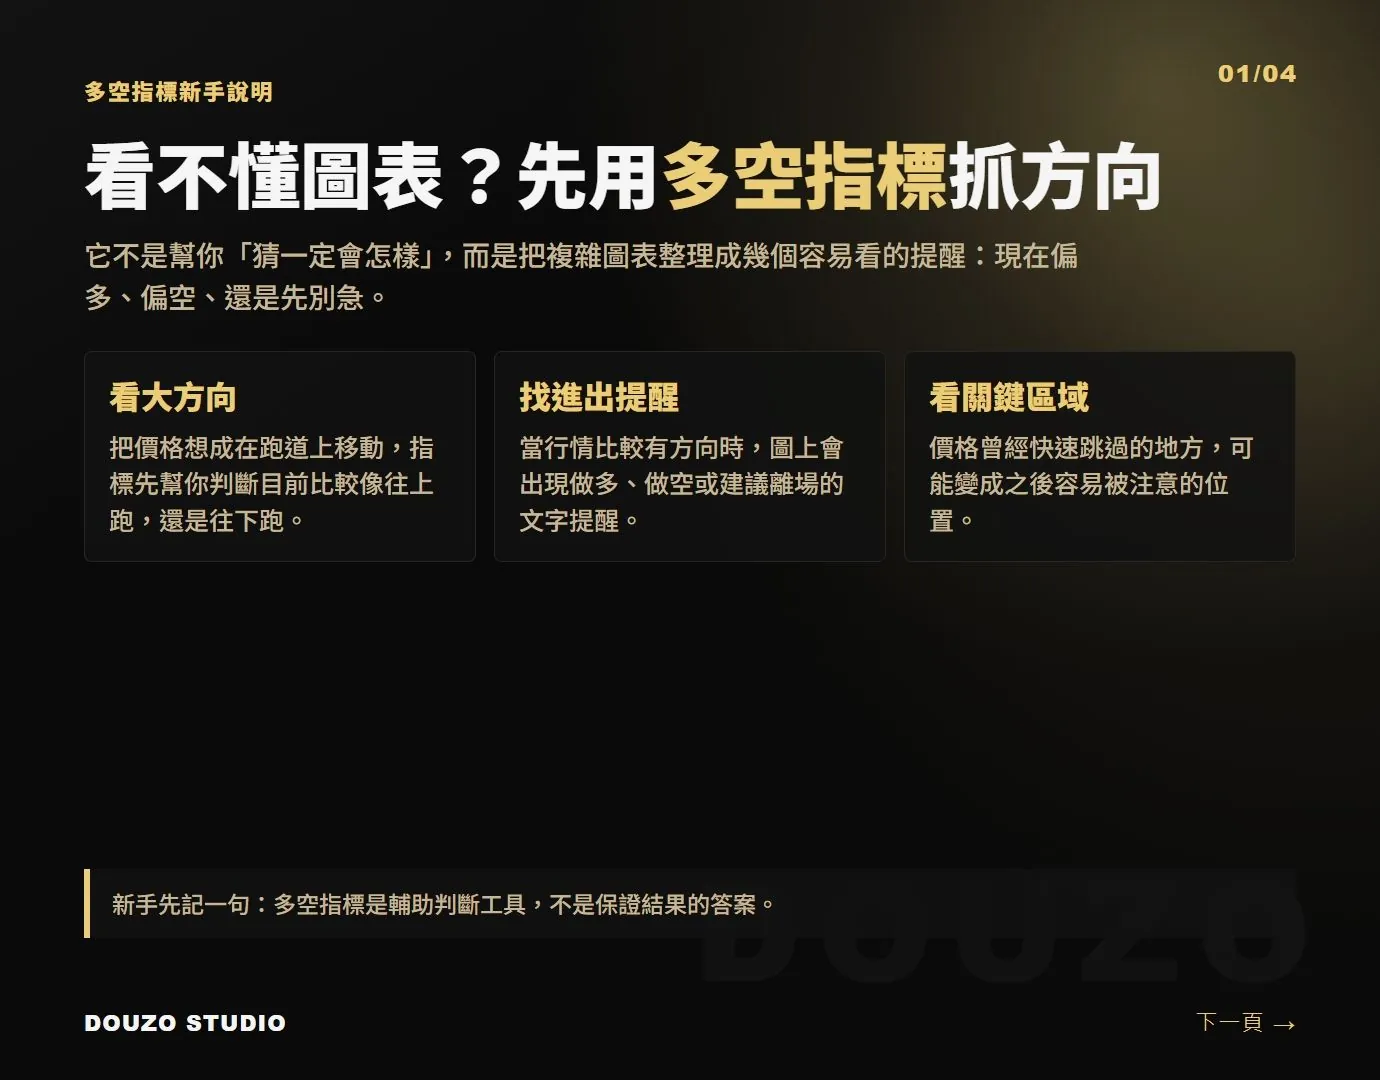 多空指標新手說明
01/04
看不懂圖表？先用多空指標抓方向
它不是幫你「猜一定會怎樣」，而是把複雜圖表整理成幾個容易看的提醒：現在偏
多、偏空、還是先別急。
看大方向
把價格想成在跑道上移動，指
標先幫你判斷目前比較像往上
跑，還是往下跑。
找進出提醒
當行情比較有方向時，圖上會
出現做多、做空或建議離場的
文字提醒。
看關鍵區域
價格曾經快速跳過的地方，可
能變成之後容易被注意的位
置。
新手先記一句：多空指標是輔助判斷工具，不是保證結果的答案。
DOUZO
DOUZO STUDIO
下一頁 →